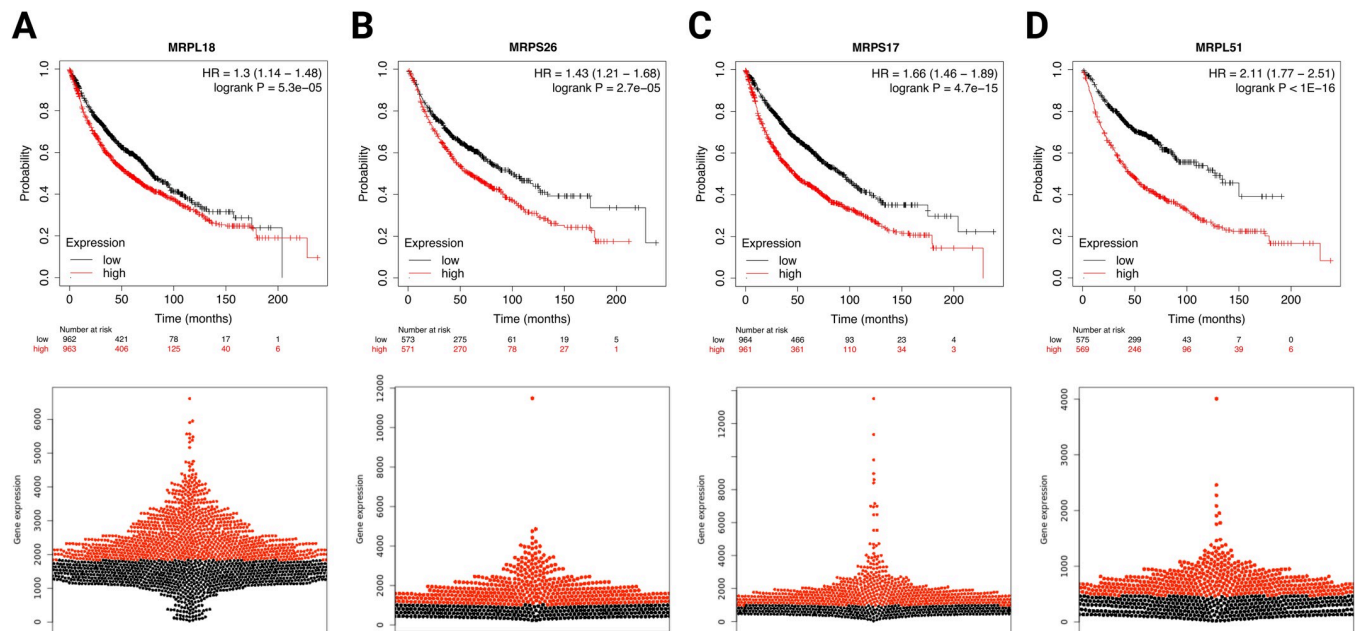 A
MRPL18
HR = 1.3 (1.14 − 1.48)
logrank P = 5.3e−05
Probability
1.0
0.8
0.6
0.4
0.2
0.0
Expression
low
high
0 50 100 150 200
Time (months)
Number at risk
low 962 421 78 17 1
high 963 406 125 40 6
Gene expression
6000
5000
4000
3000
2000
1000
0
B
MRPS26
HR = 1.43 (1.21 − 1.68)
logrank P = 2.7e−05
Probability
1.0
0.8
0.6
0.4
0.2
0.0
Expression
low
high
0 50 100 150 200
Time (months)
Number at risk
low 573 275 61 19 5
high 571 270 78 27 1
Gene expression
12000
10000
8000
6000
4000
2000
0
C
MRPS17
HR = 1.66 (1.46 − 1.89)
logrank P = 4.7e−15
Probability
1.0
0.8
0.6
0.4
0.2
0.0
Expression
low
high
0 50 100 150 200
Time (months)
Number at risk
low 964 466 93 23 4
high 961 361 110 34 3
Gene expression
12000
10000
8000
6000
4000
2000
0
D
MRPL51
HR = 2.11 (1.77 − 2.51)
logrank P < 1E−16
Probability
1.0
0.8
0.6
0.4
0.2
0.0
Expression
low
high
0 50 100 150 200
Time (months)
Number at risk
low 575 299 43 7 0
high 569 246 96 39 6
Gene expression
4000
3000
2000
1000
0